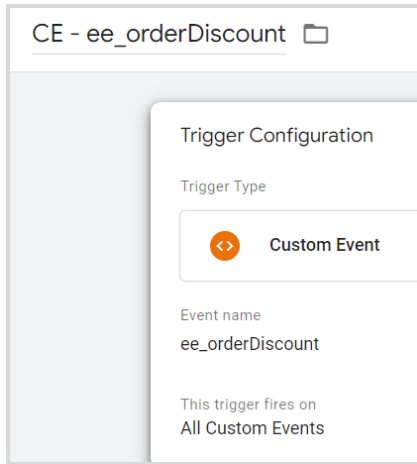 CE - ee_orderDiscount
Trigger Configuration
Trigger Type
Custom Event
Event name
ee_orderDiscount
This trigger fires on
All Custom Events